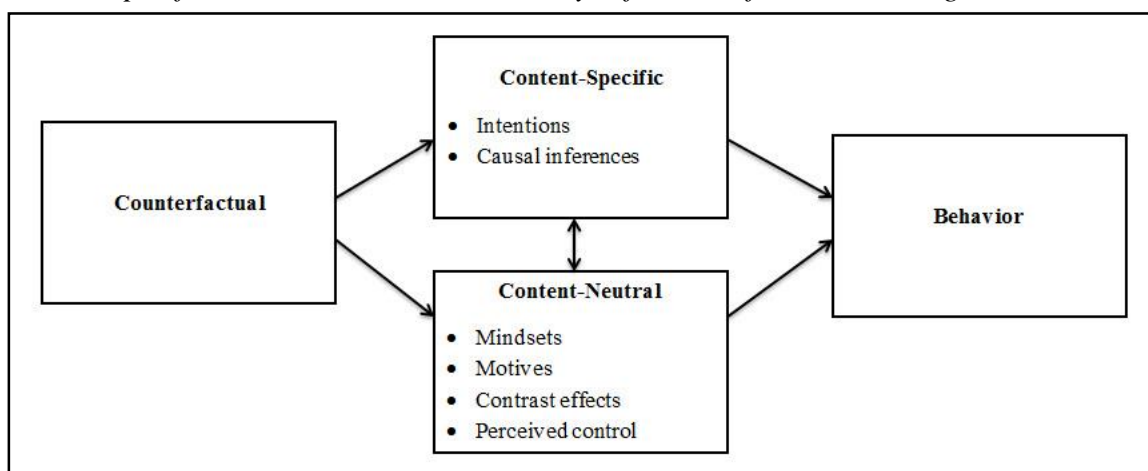 Content-Specific
• Intentions
• Causal inferences
Counterfactual
Behavior
Content-Neutral
• Mindsets
• Motives
• Contrast effects
• Perceived control